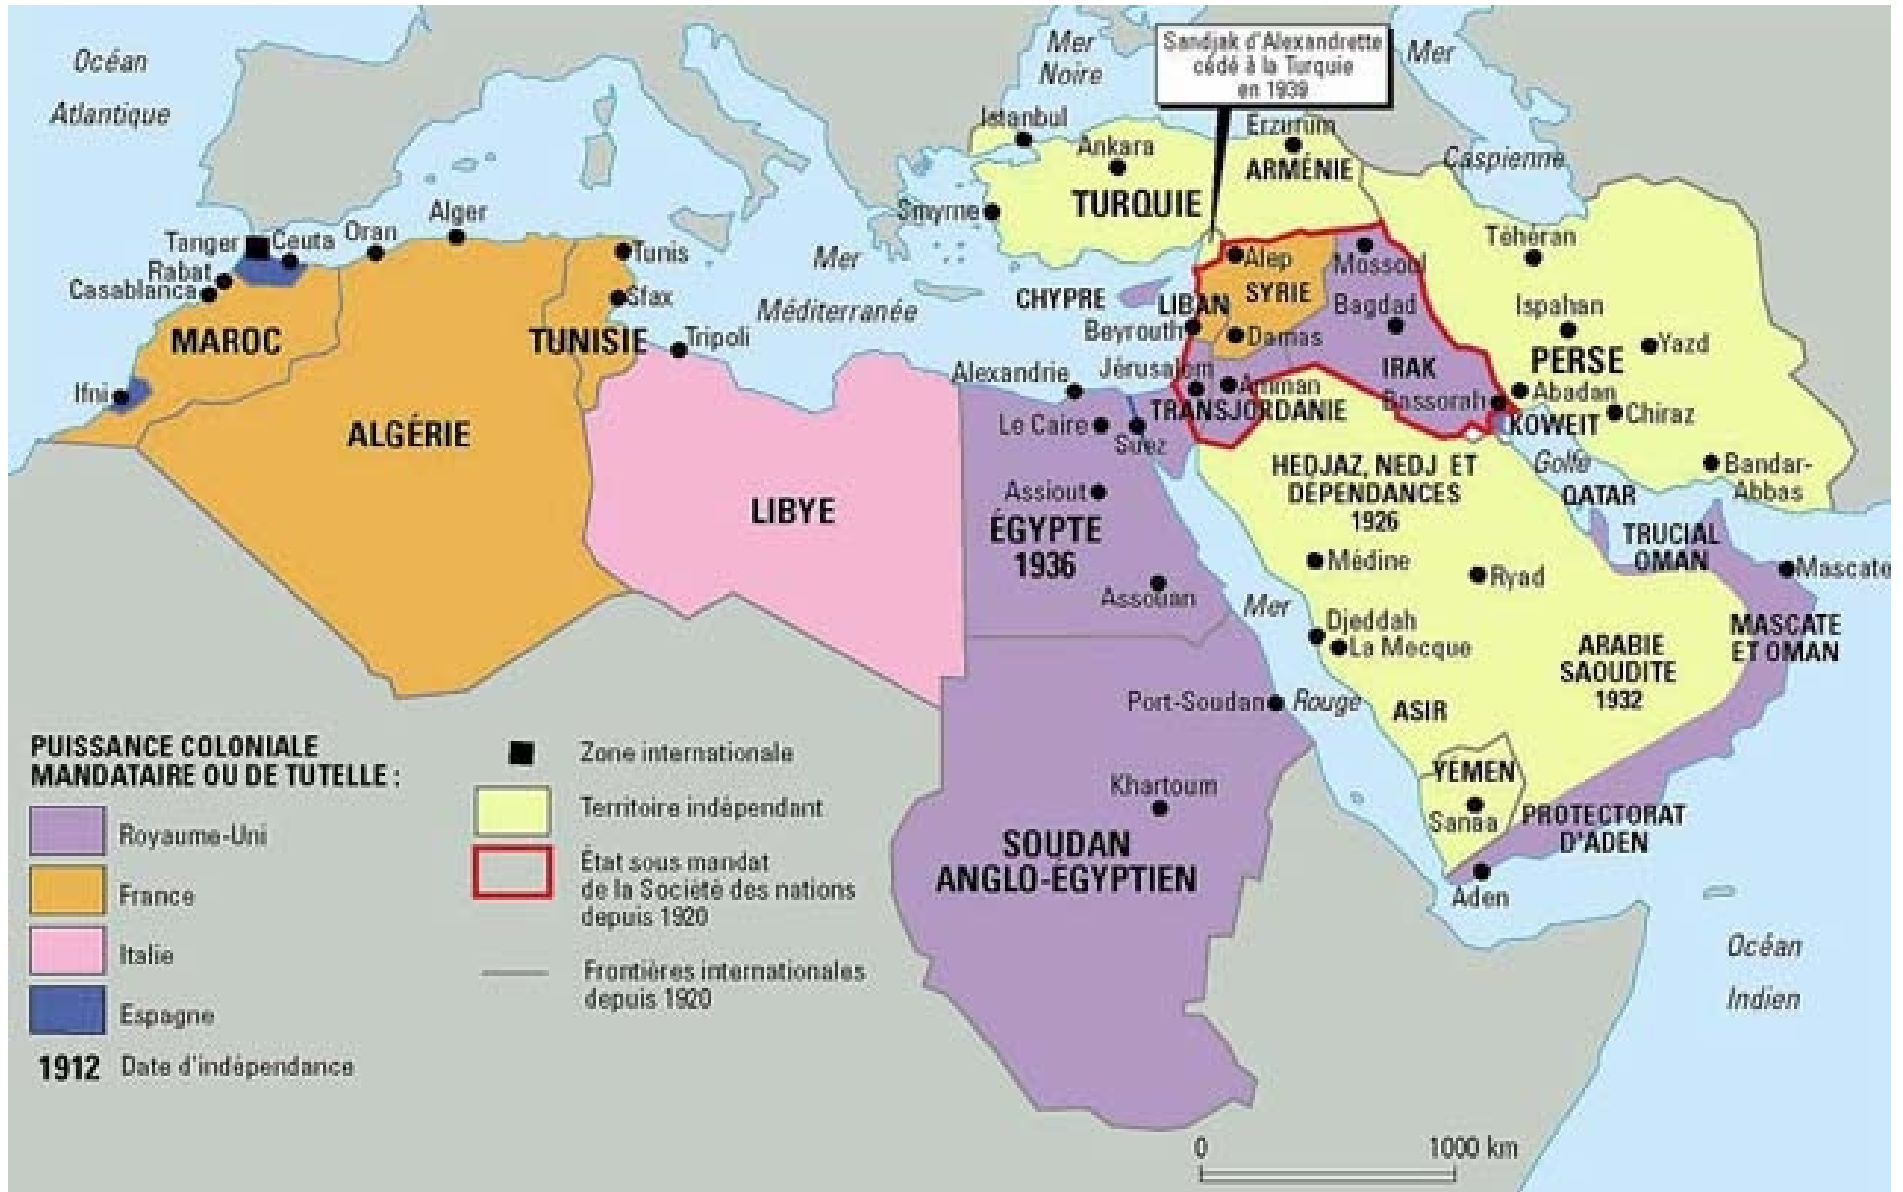 Océan
Atlantique
Mer
Noire
Sandjak d'Alexandrette
cédé à la Turquie
en 1939
Mer
Caspienne
Istanbul
Ankara
Erzurum
ARMÉNIE
TURQUIE
Smyrne
Tanger
Ceuta
Oran
Alger
Rabat
Casablanca
Tunis
Sfax
Tripoli
Mer
Méditerranée
MAROC
TUNISIE
Ifni
ALGÉRIE
LIBYE
CHYPRE
LIBAN
Beyrouth
Alep
SYRIE
Damas
Mossoul
Bagdad
IRAK
Bassorah
Téhéran
Ispahan
Yazd
PERSE
Abadan
Chiraz
KOWEIT
Bandar-
Abbas
Golfe
Alexandrie
Jérusalem
Amman
TRANSJORDANIE
Le Caire
Suez
Assiout
ÉGYPTE
1936
Assouan
HEDJAZ, NEDJ ET
DÉPENDANCES
1926
QATAR
TRUCIAL
OMAN
Mascate
MASCATE
ET OMAN
Médine
Ryad
Mer
Rouge
Djeddah
La Mecque
ARABIE
SAOUDITE
1932
ASIR
Port-Soudan
YÉMEN
Sanaa
PROTECTORAT
D'ADEN
Aden
Khartoum
SOUDAN
ANGLO-ÉGYPTIEN
Océan
Indien
PUISSANCE COLONIALE
MANDATAIRE OU DE TUTELLE :
Royaume-Uni
France
Italie
Espagne
1912 Date d'indépendance
Zone internationale
Territoire indépendant
État sous mandat
de la Société des nations
depuis 1920
Frontières internationales
depuis 1920
0 1000 km